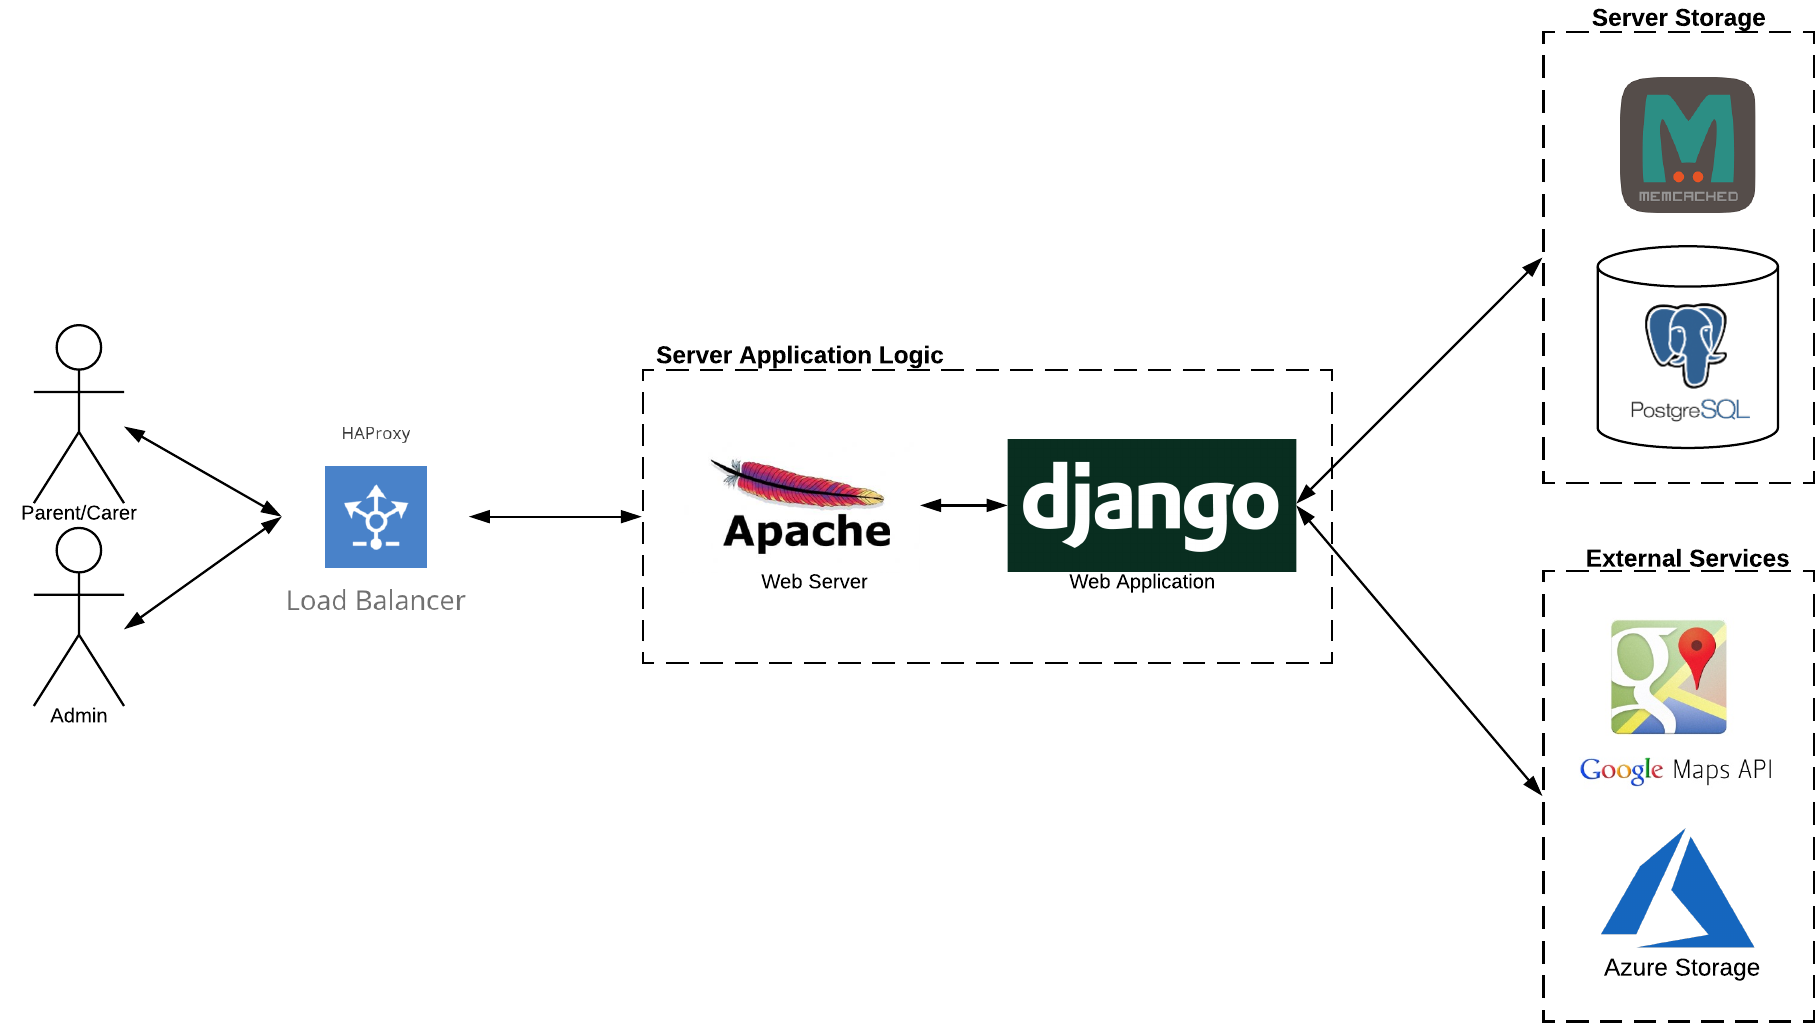 Server Storage
MEMCACHED
PostgreSQL
Server Application Logic
HAProxy
Load Balancer
Parent/Carer
Admin
Apache
Web Server
django
Web Application
External Services
g
Google Maps API
Azure Storage